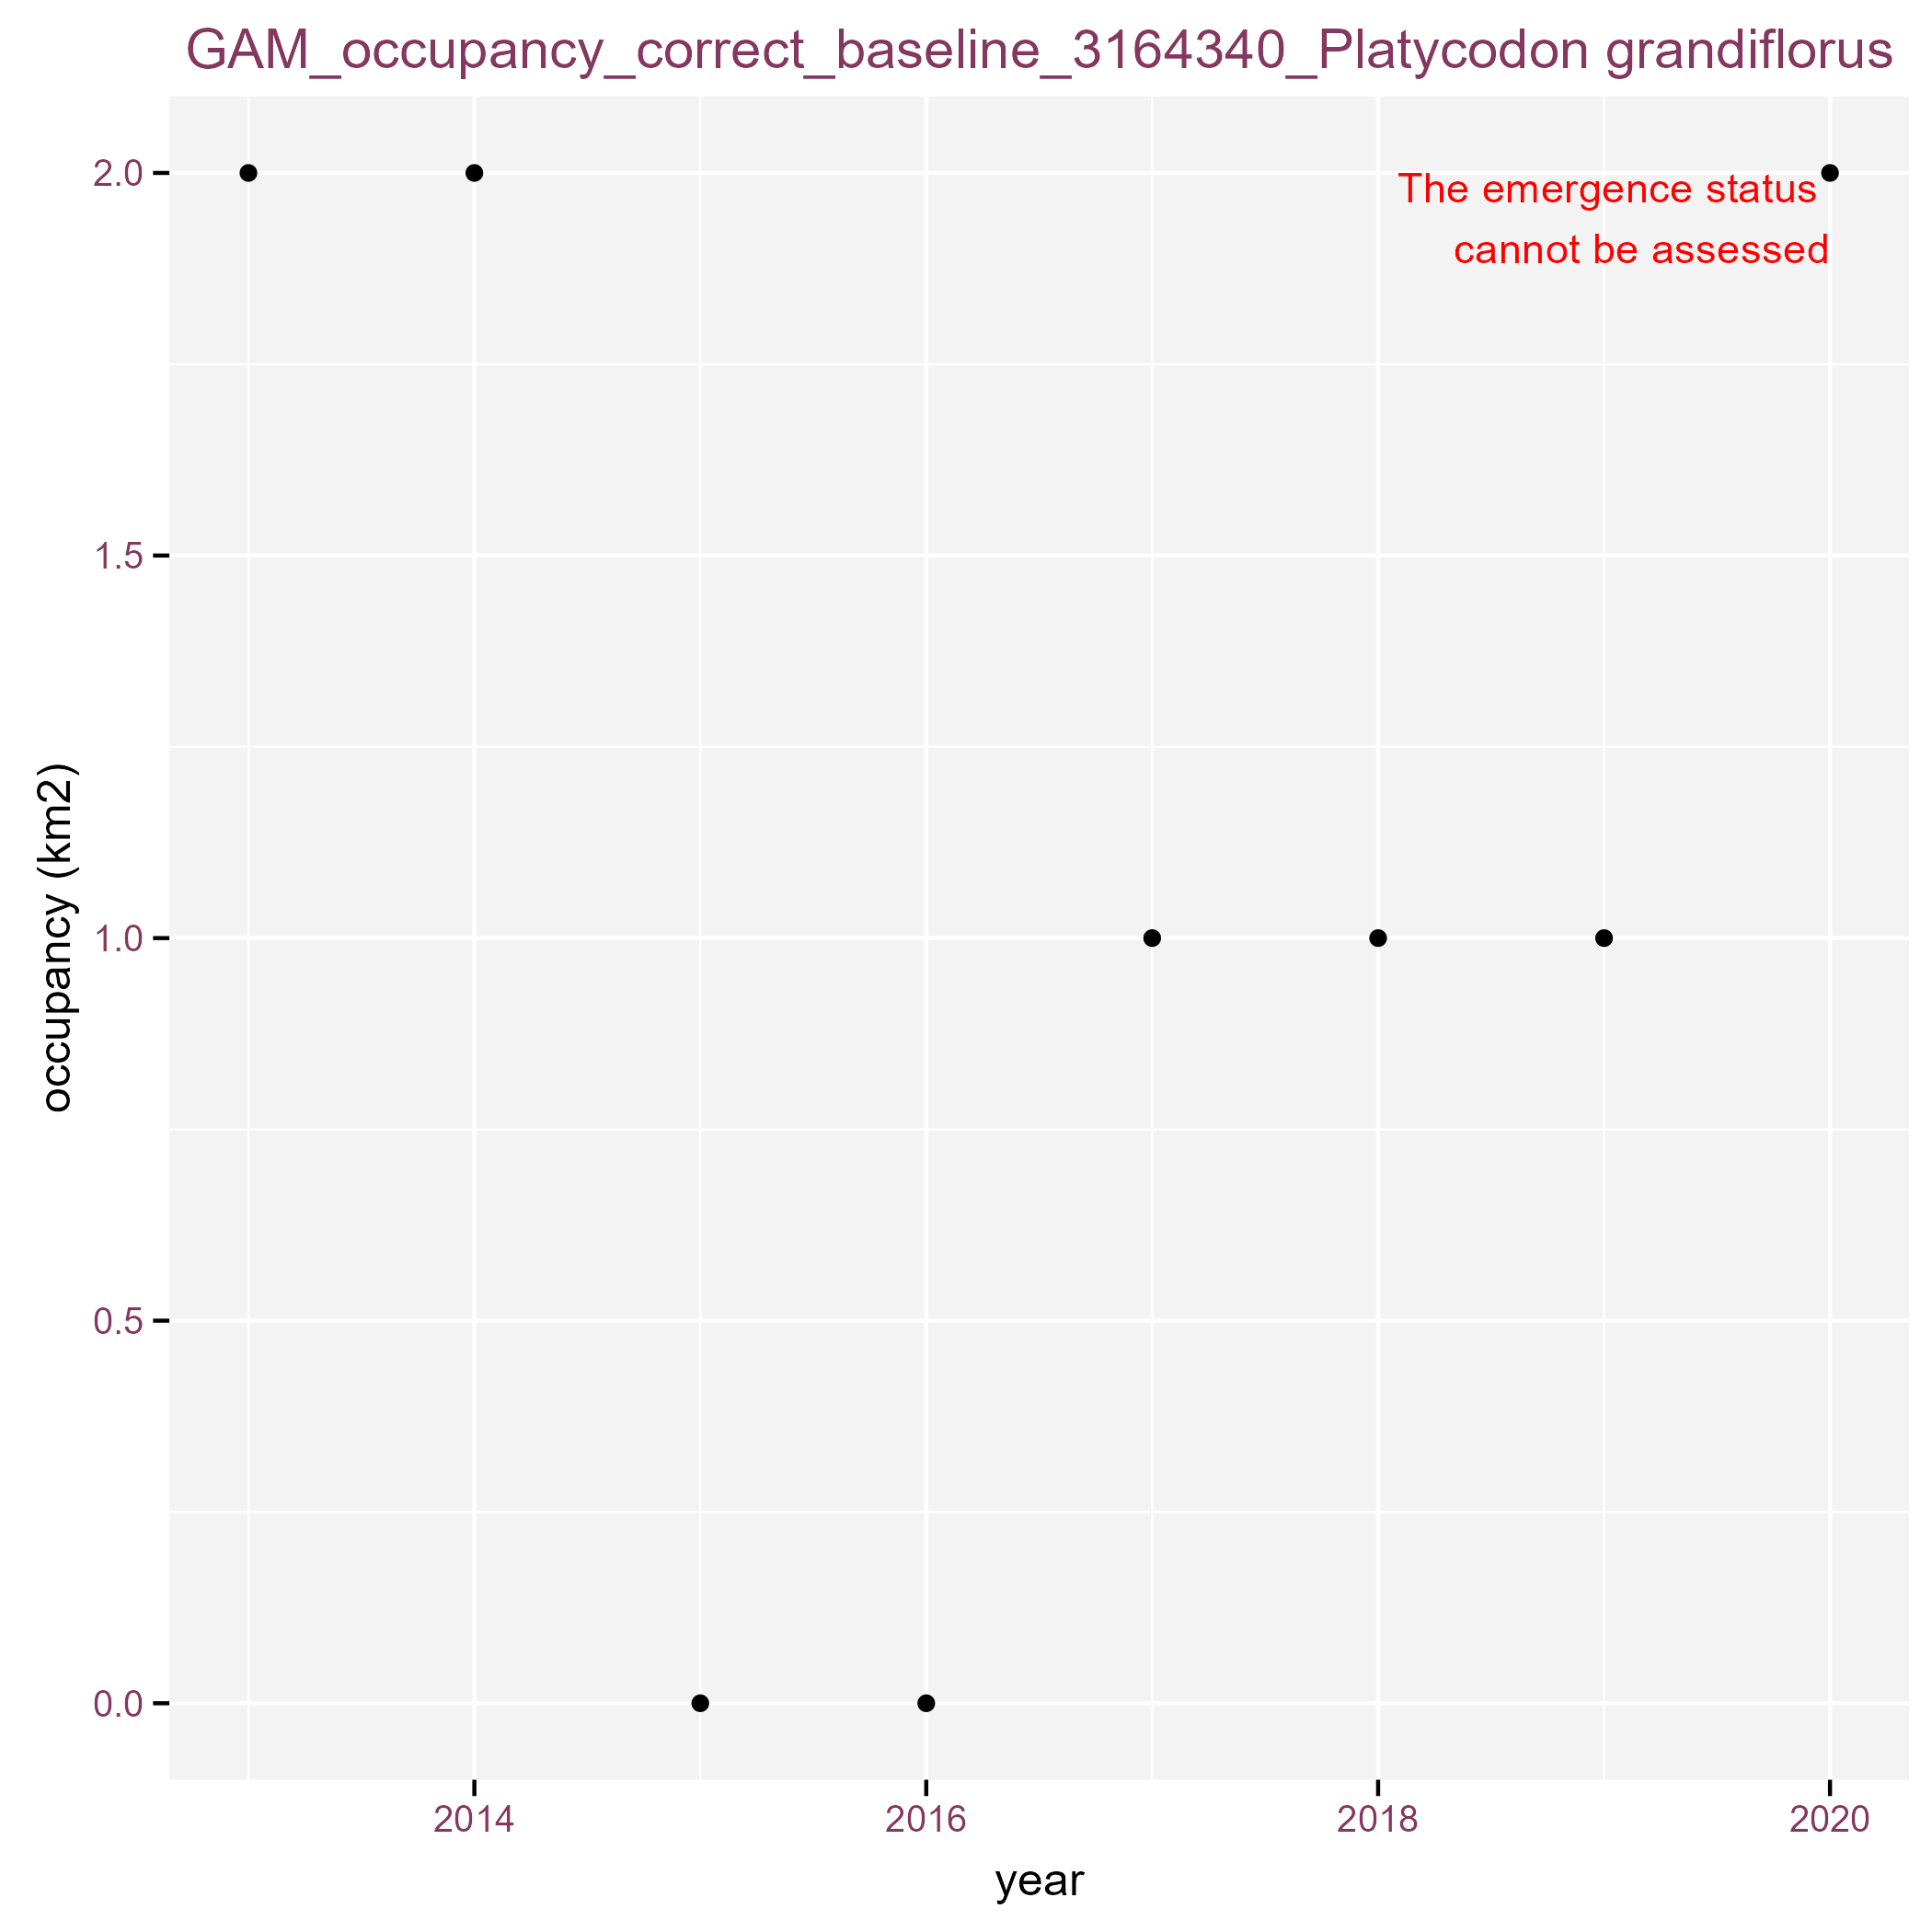 GAM_occupancy_correct_baseline_3164340_Platycodon grandiflorus
2.0
The emergence status
cannot be assessed
1.5
occupancy (km2)
1.0
0.5
0.0
2014 2016 2018 2020
year